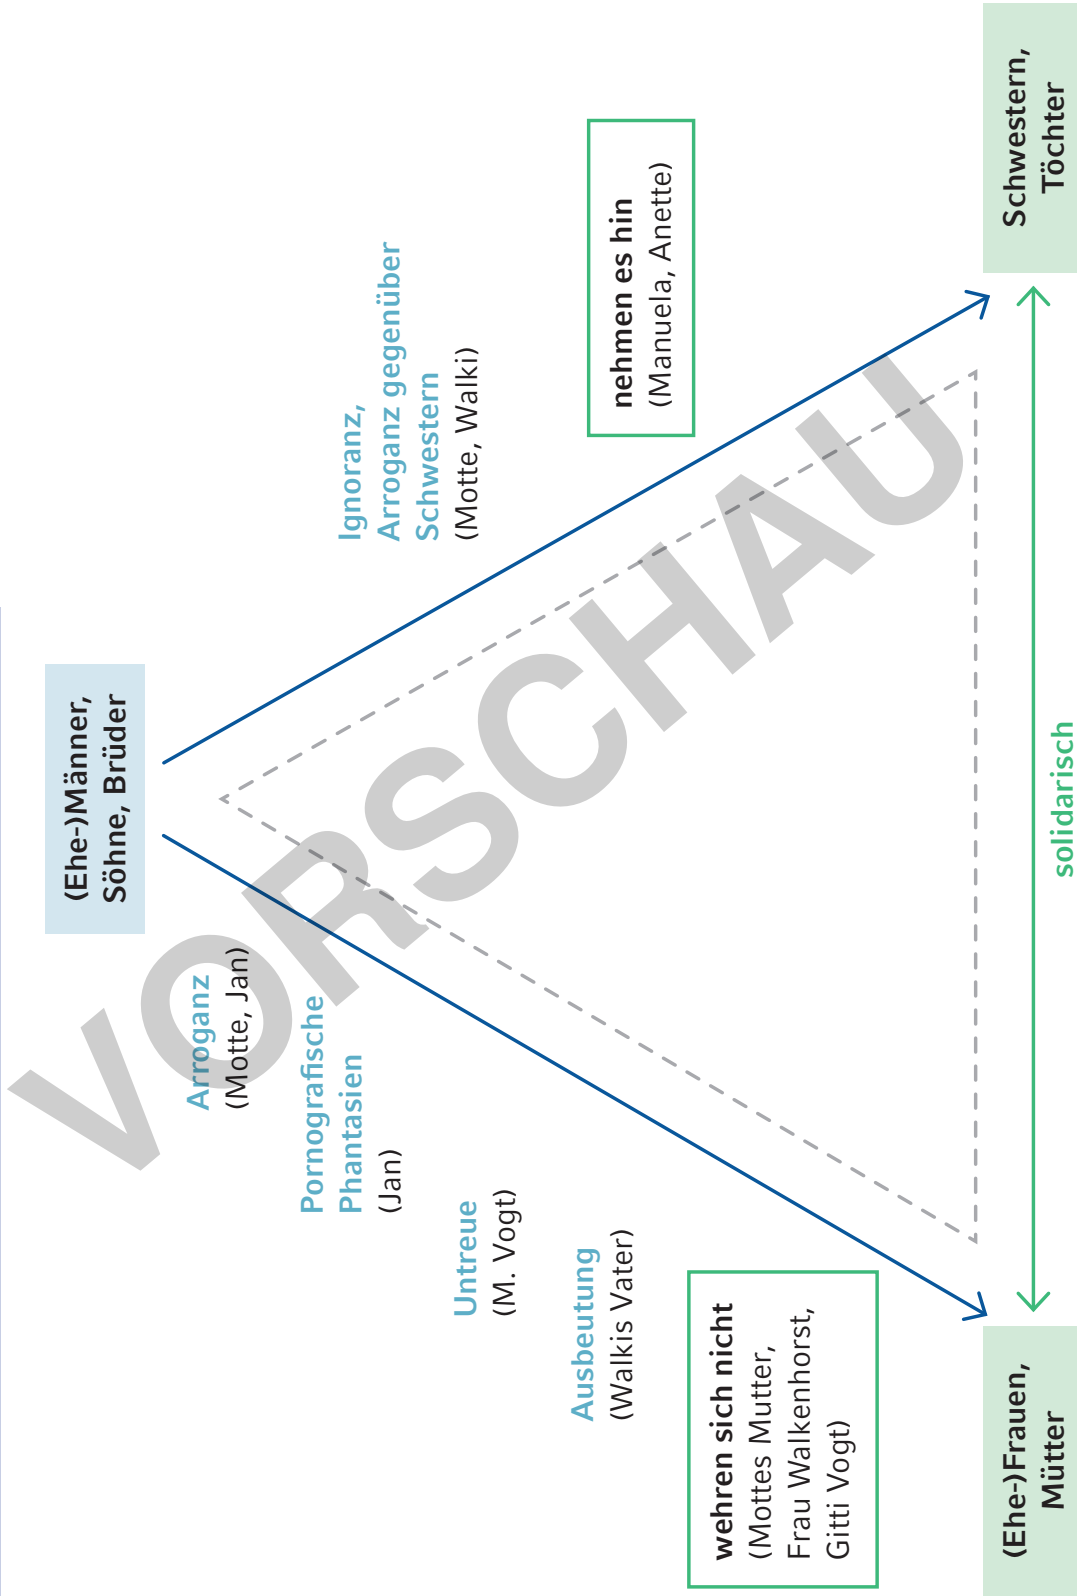 (Ehe-)Männer,
Söhne, Brüder
Arroganz
(Motte, Jan)
Pornografische
Phantasien
(Jan)
Untreue
(M. Vogt)
Ausbeutung
(Walkis Vater)
wehren sich nicht
(Mottes Mutter,
Frau Walkenhorst,
Gitti Vogt)
Ignoranz,
Arroganz gegenüber
Schwestern
(Motte, Walki)
nehmen es hin
(Manuela, Anette)
(Ehe-)Frauen,
Mütter
solidarisch
Schwestern,
Töchter
VORSCHAU